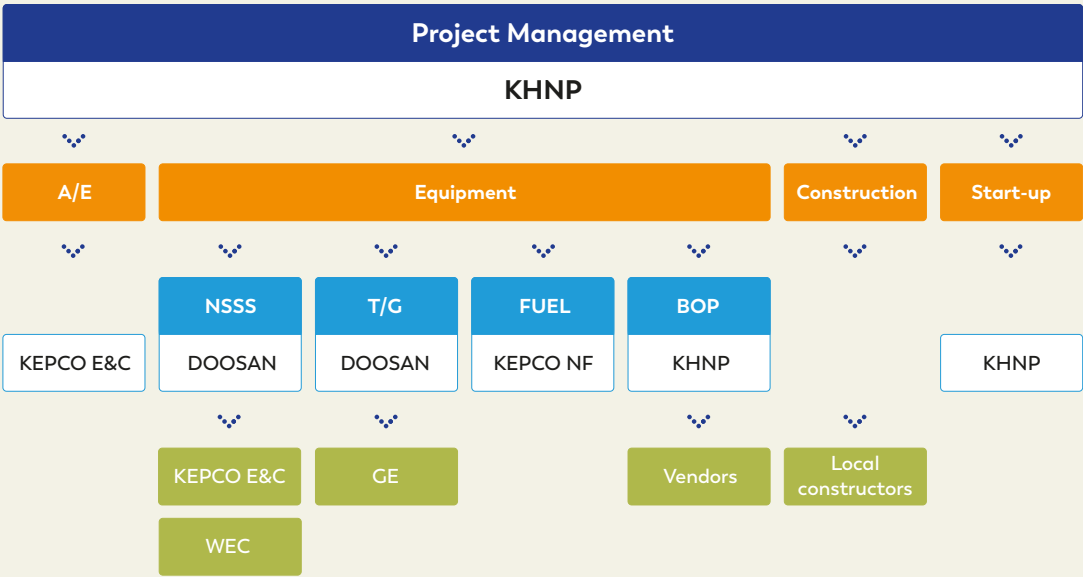 Project Management
KHNP
A/E
Equipment
Construction
Start-up
NSSS
T/G
FUEL
BOP
KEPCO E&C
DOOSAN
DOOSAN
KEPCO NF
KHNP
KHNP
KEPCO E&C
GE
Vendors
Local
constructors
WEC